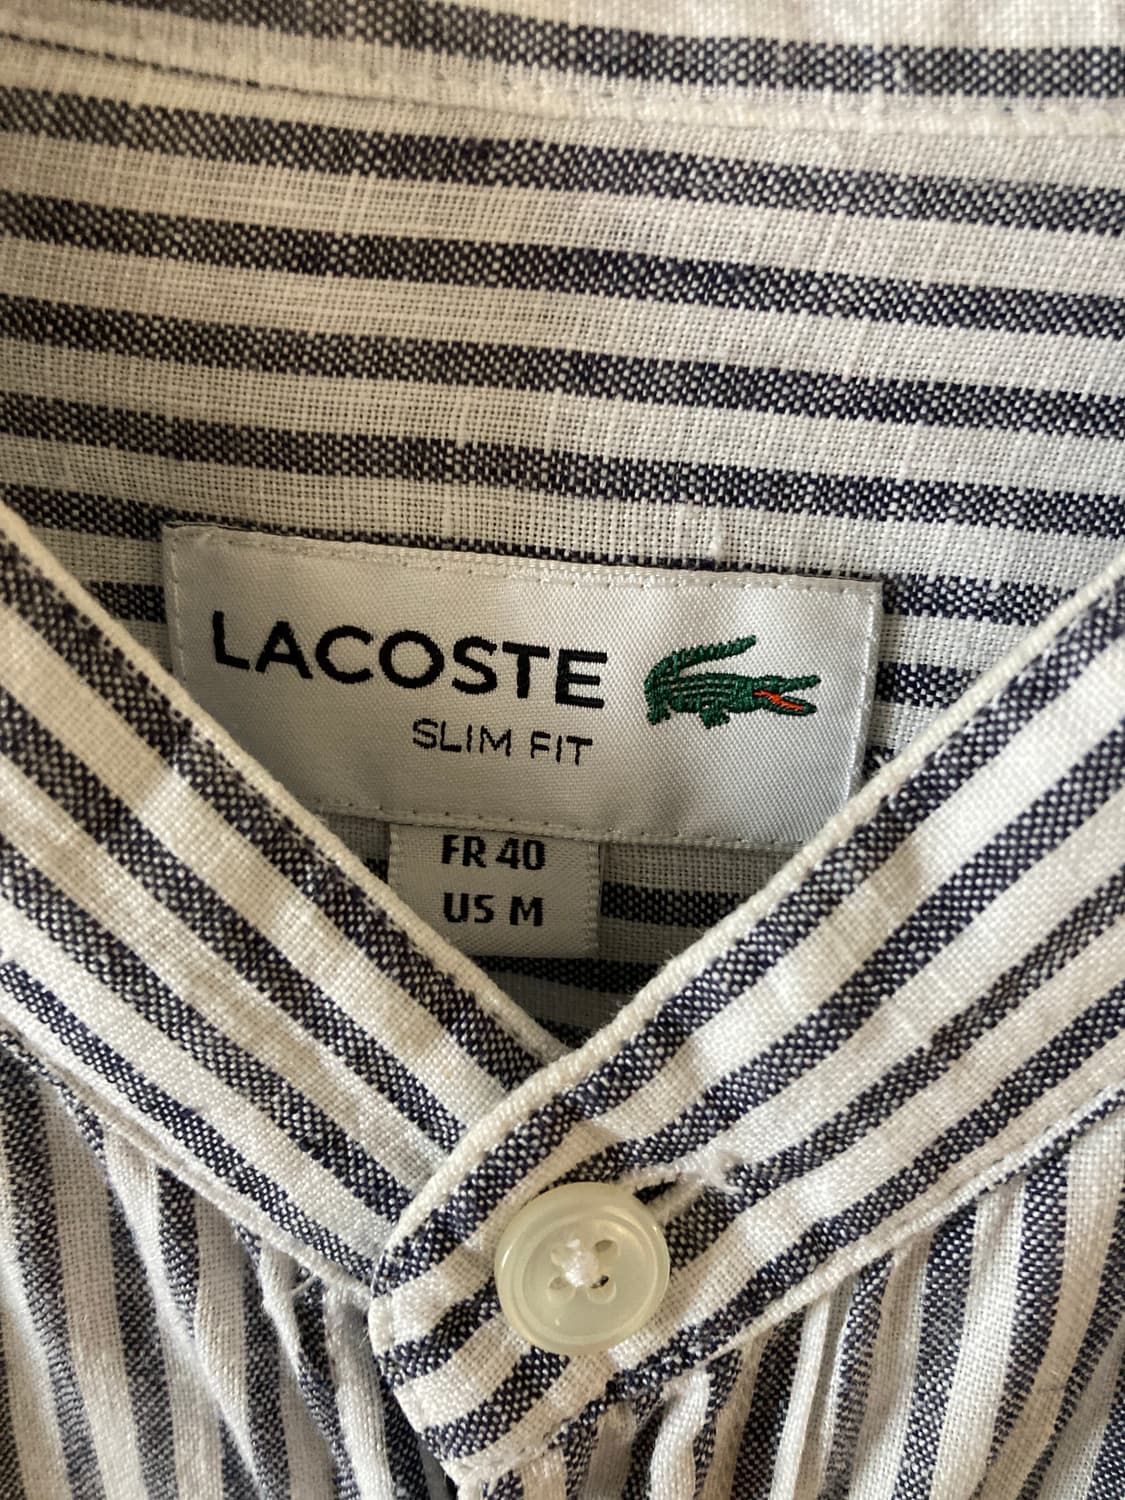 LACOSTE
SLIM FIT
FR 40
US M